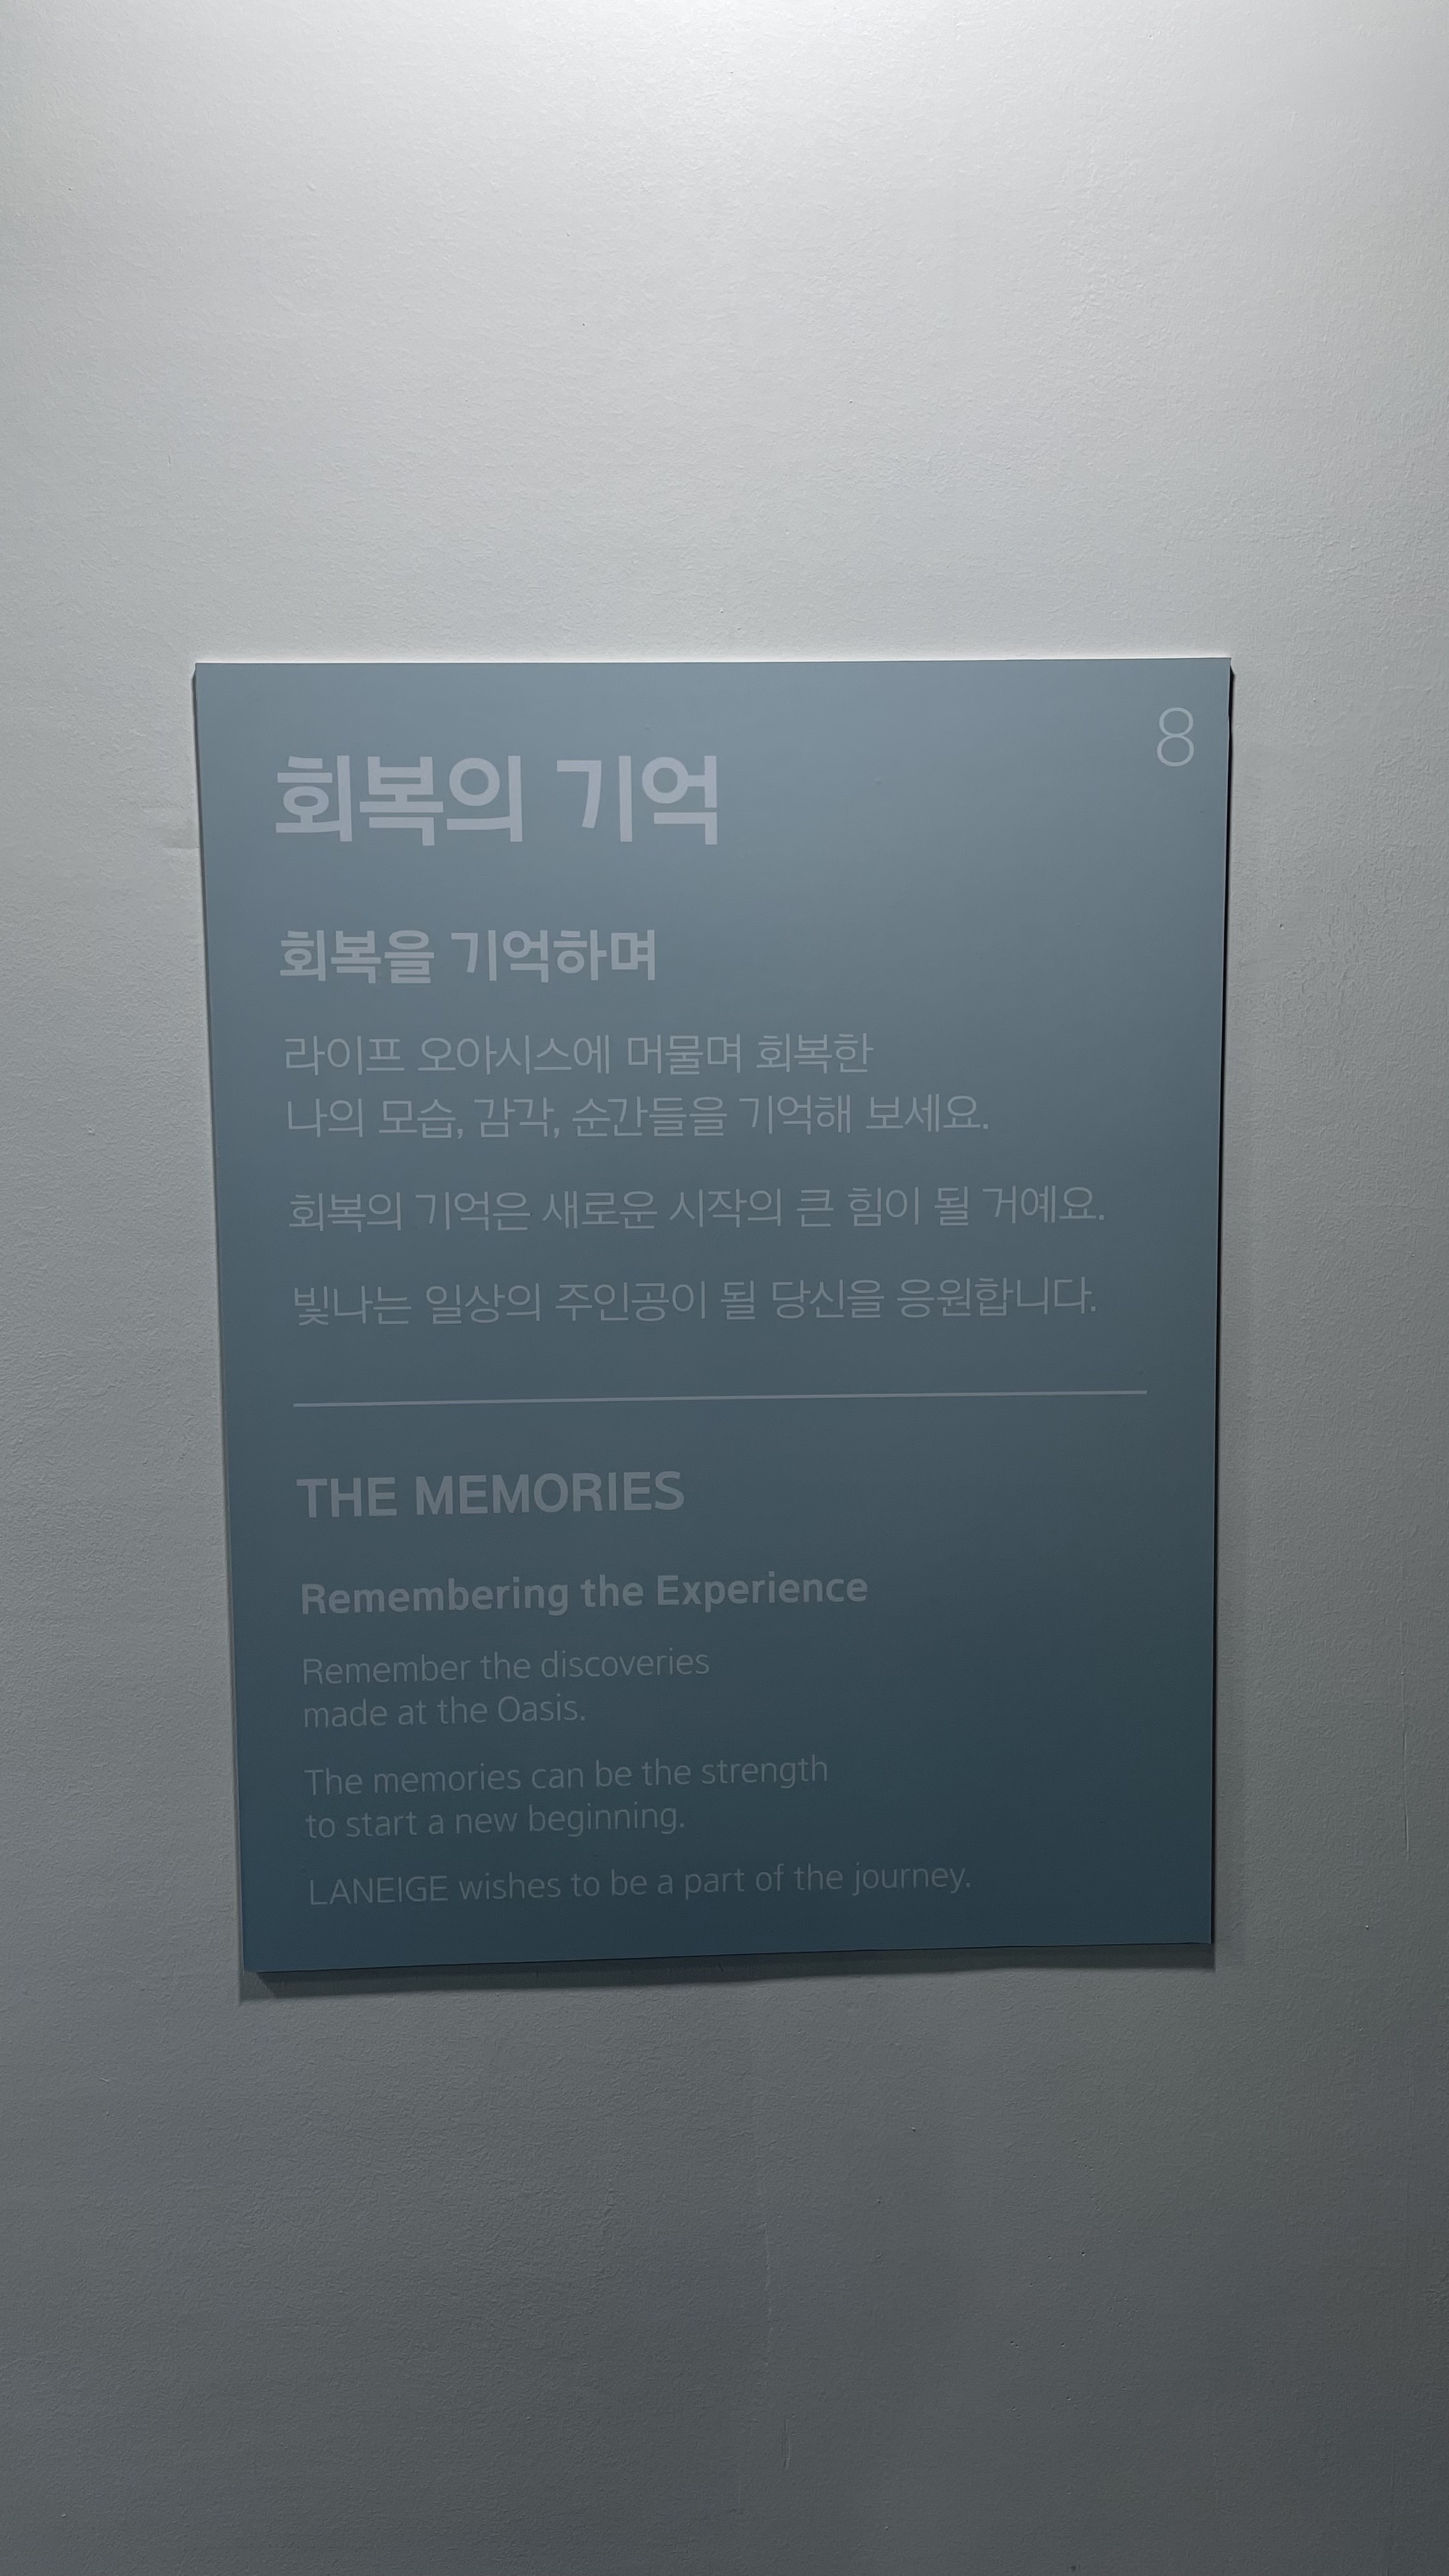 8
회복의 기억
회복을 기억하며
라이프 오아시스에 머물며 회복한
나의 모습, 감각, 순간들을 기억해 보세요.
회복의 기억은 새로운 시작의 큰 힘이 될 거예요.
빛나는 일상의 주인공이 될 당신을 응원합니다.
THE MEMORIES
Remembering the Experience
Remember the discoveries
made at the Oasis.
The memories can be the strength
to start a new beginning.
LANEIGE wishes to be a part of the journey.